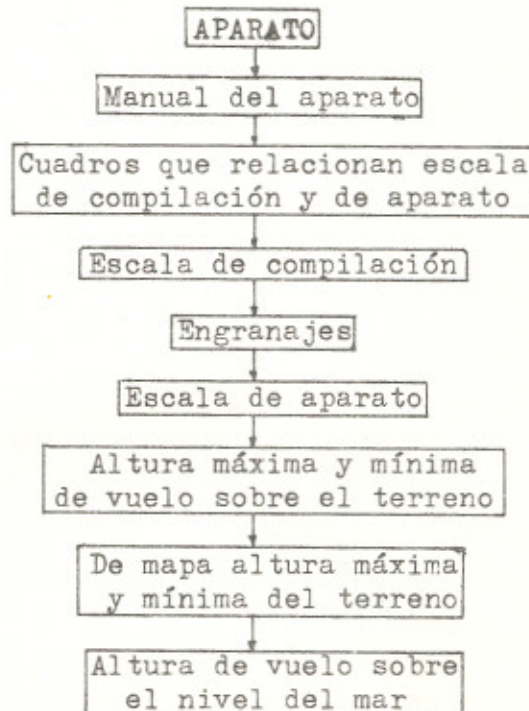 APARATO
Manual del aparato
Cuadros que relacionan escala
de compilación y de aparato
Escala de compilación
Engranajes
Escala de aparato
Altura máxima y mínima
de vuelo sobre el terreno
De mapa altura máxima
y mínima del terreno
Altura de vuelo sobre
el nivel del mar